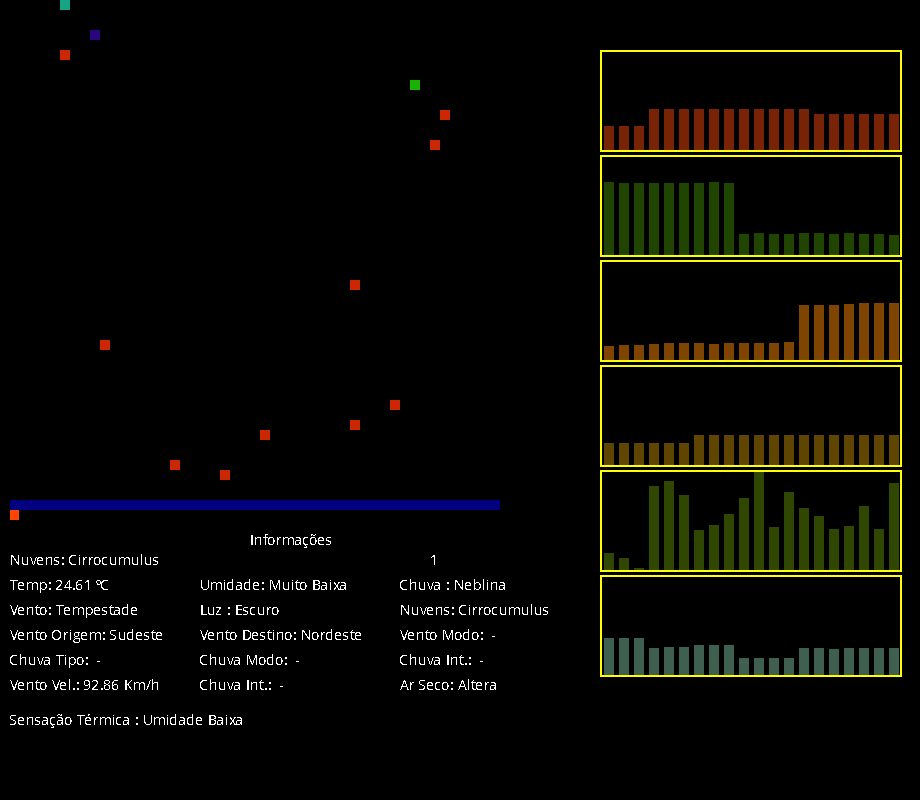 Informações
Nuvens: Cirrocumulus 1
Temp: 24.61 ºC Umidade: Muito Baixa Chuva : Neblina
Vento: Tempestade Luz : Escuro Nuvens: Cirrocumulus
Vento Origem: Sudeste Vento Destino: Nordeste Vento Modo: -
Chuva Tipo: - Chuva Modo: - Chuva Int.: -
Vento Vel.: 92.86 Km/h Chuva Int.: - Ar Seco: Altera
Sensação Térmica : Umidade Baixa